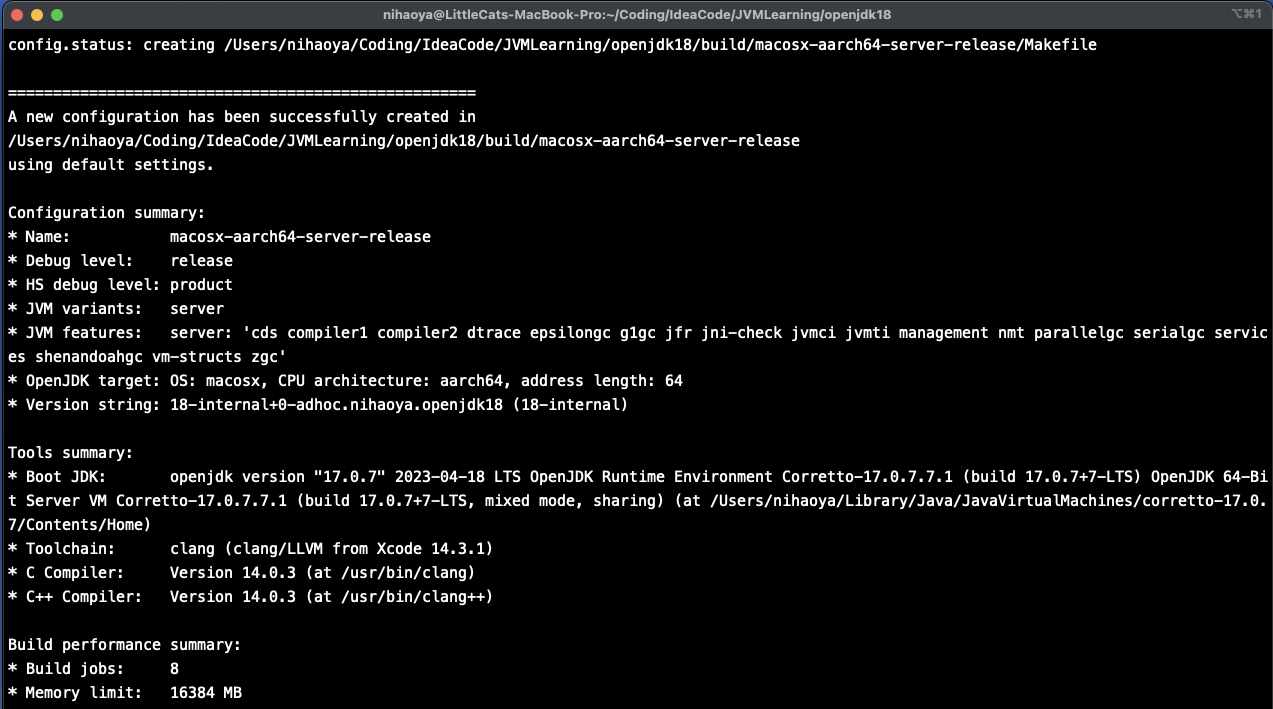 nihaoya@LittleCats-MacBook-Pro:~/Coding/IdeaCode/JVMLearning/openjdk18
⌥⌘1
config.status: creating /Users/nihaoya/Coding/IdeaCode/JVMLearning/openjdk18/build/macosx-aarch64-server-release/Makefile
====================================================
A new configuration has been successfully created in
/Users/nihaoya/Coding/IdeaCode/JVMLearning/openjdk18/build/macosx-aarch64-server-release
using default settings.
Configuration summary:
* Name:           macosx-aarch64-server-release
* Debug level:    release
* HS debug level: product
* JVM variants:   server
* JVM features:   server: 'cds compiler1 compiler2 dtrace epsilongc g1gc jfr jni-check jvmci jvmti management nmt parallelgc serialgc servic
es shenandoahgc vm-structs zgc'
* OpenJDK target: OS: macosx, CPU architecture: aarch64, address length: 64
* Version string: 18-internal+0-adhoc.nihaoya.openjdk18 (18-internal)
Tools summary:
* Boot JDK:       openjdk version "17.0.7" 2023-04-18 LTS OpenJDK Runtime Environment Corretto-17.0.7.7.1 (build 17.0.7+7-LTS) OpenJDK 64-Bi
t Server VM Corretto-17.0.7.7.1 (build 17.0.7+7-LTS, mixed mode, sharing) (at /Users/nihaoya/Library/Java/JavaVirtualMachines/corretto-17.0.
7/Contents/Home)
* Toolchain:      clang (clang/LLVM from Xcode 14.3.1)
* C Compiler:     Version 14.0.3 (at /usr/bin/clang)
* C++ Compiler:   Version 14.0.3 (at /usr/bin/clang++)
Build performance summary:
* Build jobs:     8
* Memory limit:   16384 MB